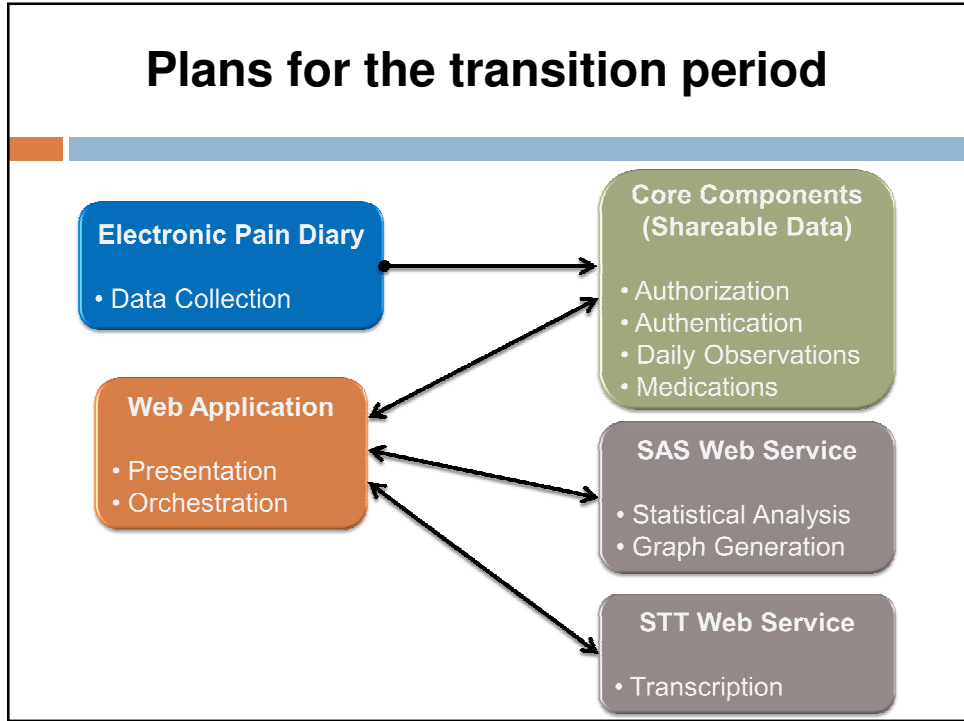 Plans for the transition period
Electronic Pain Diary
• Data Collection
Web Application
• Presentation
• Orchestration
Core Components
(Shareable Data)
• Authorization
• Authentication
• Daily Observations
• Medications
SAS Web Service
• Statistical Analysis
• Graph Generation
STT Web Service
• Transcription